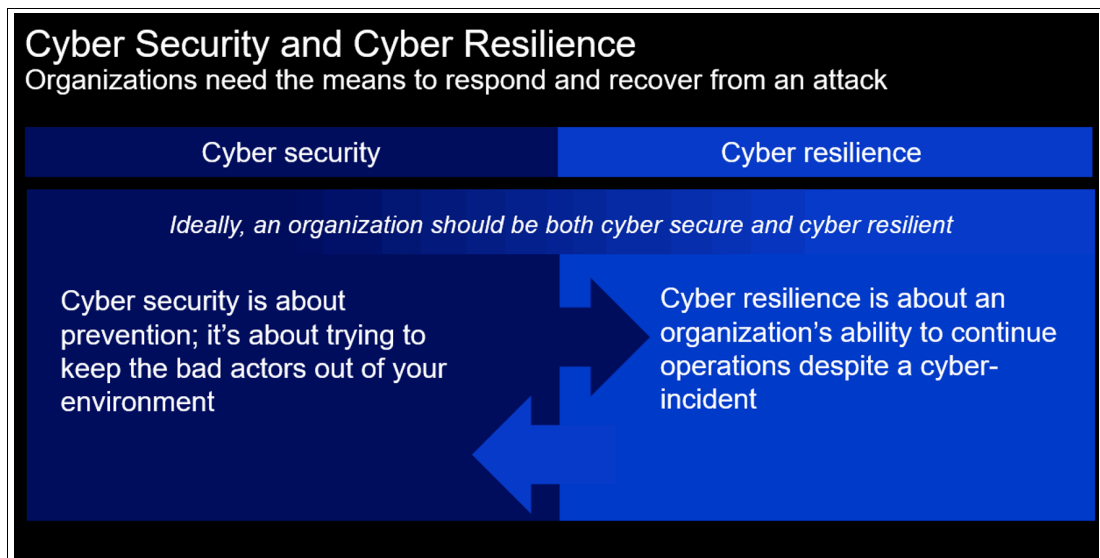 Cyber Security and Cyber Resilience
Organizations need the means to respond and recover from an attack
Cyber security
Cyber resilience
Ideally, an organization should be both cyber secure and cyber resilient
Cyber security is about
prevention; it's about trying to
keep the bad actors out of your
environment
Cyber resilience is about an
organization's ability to continue
operations despite a cyber-
incident